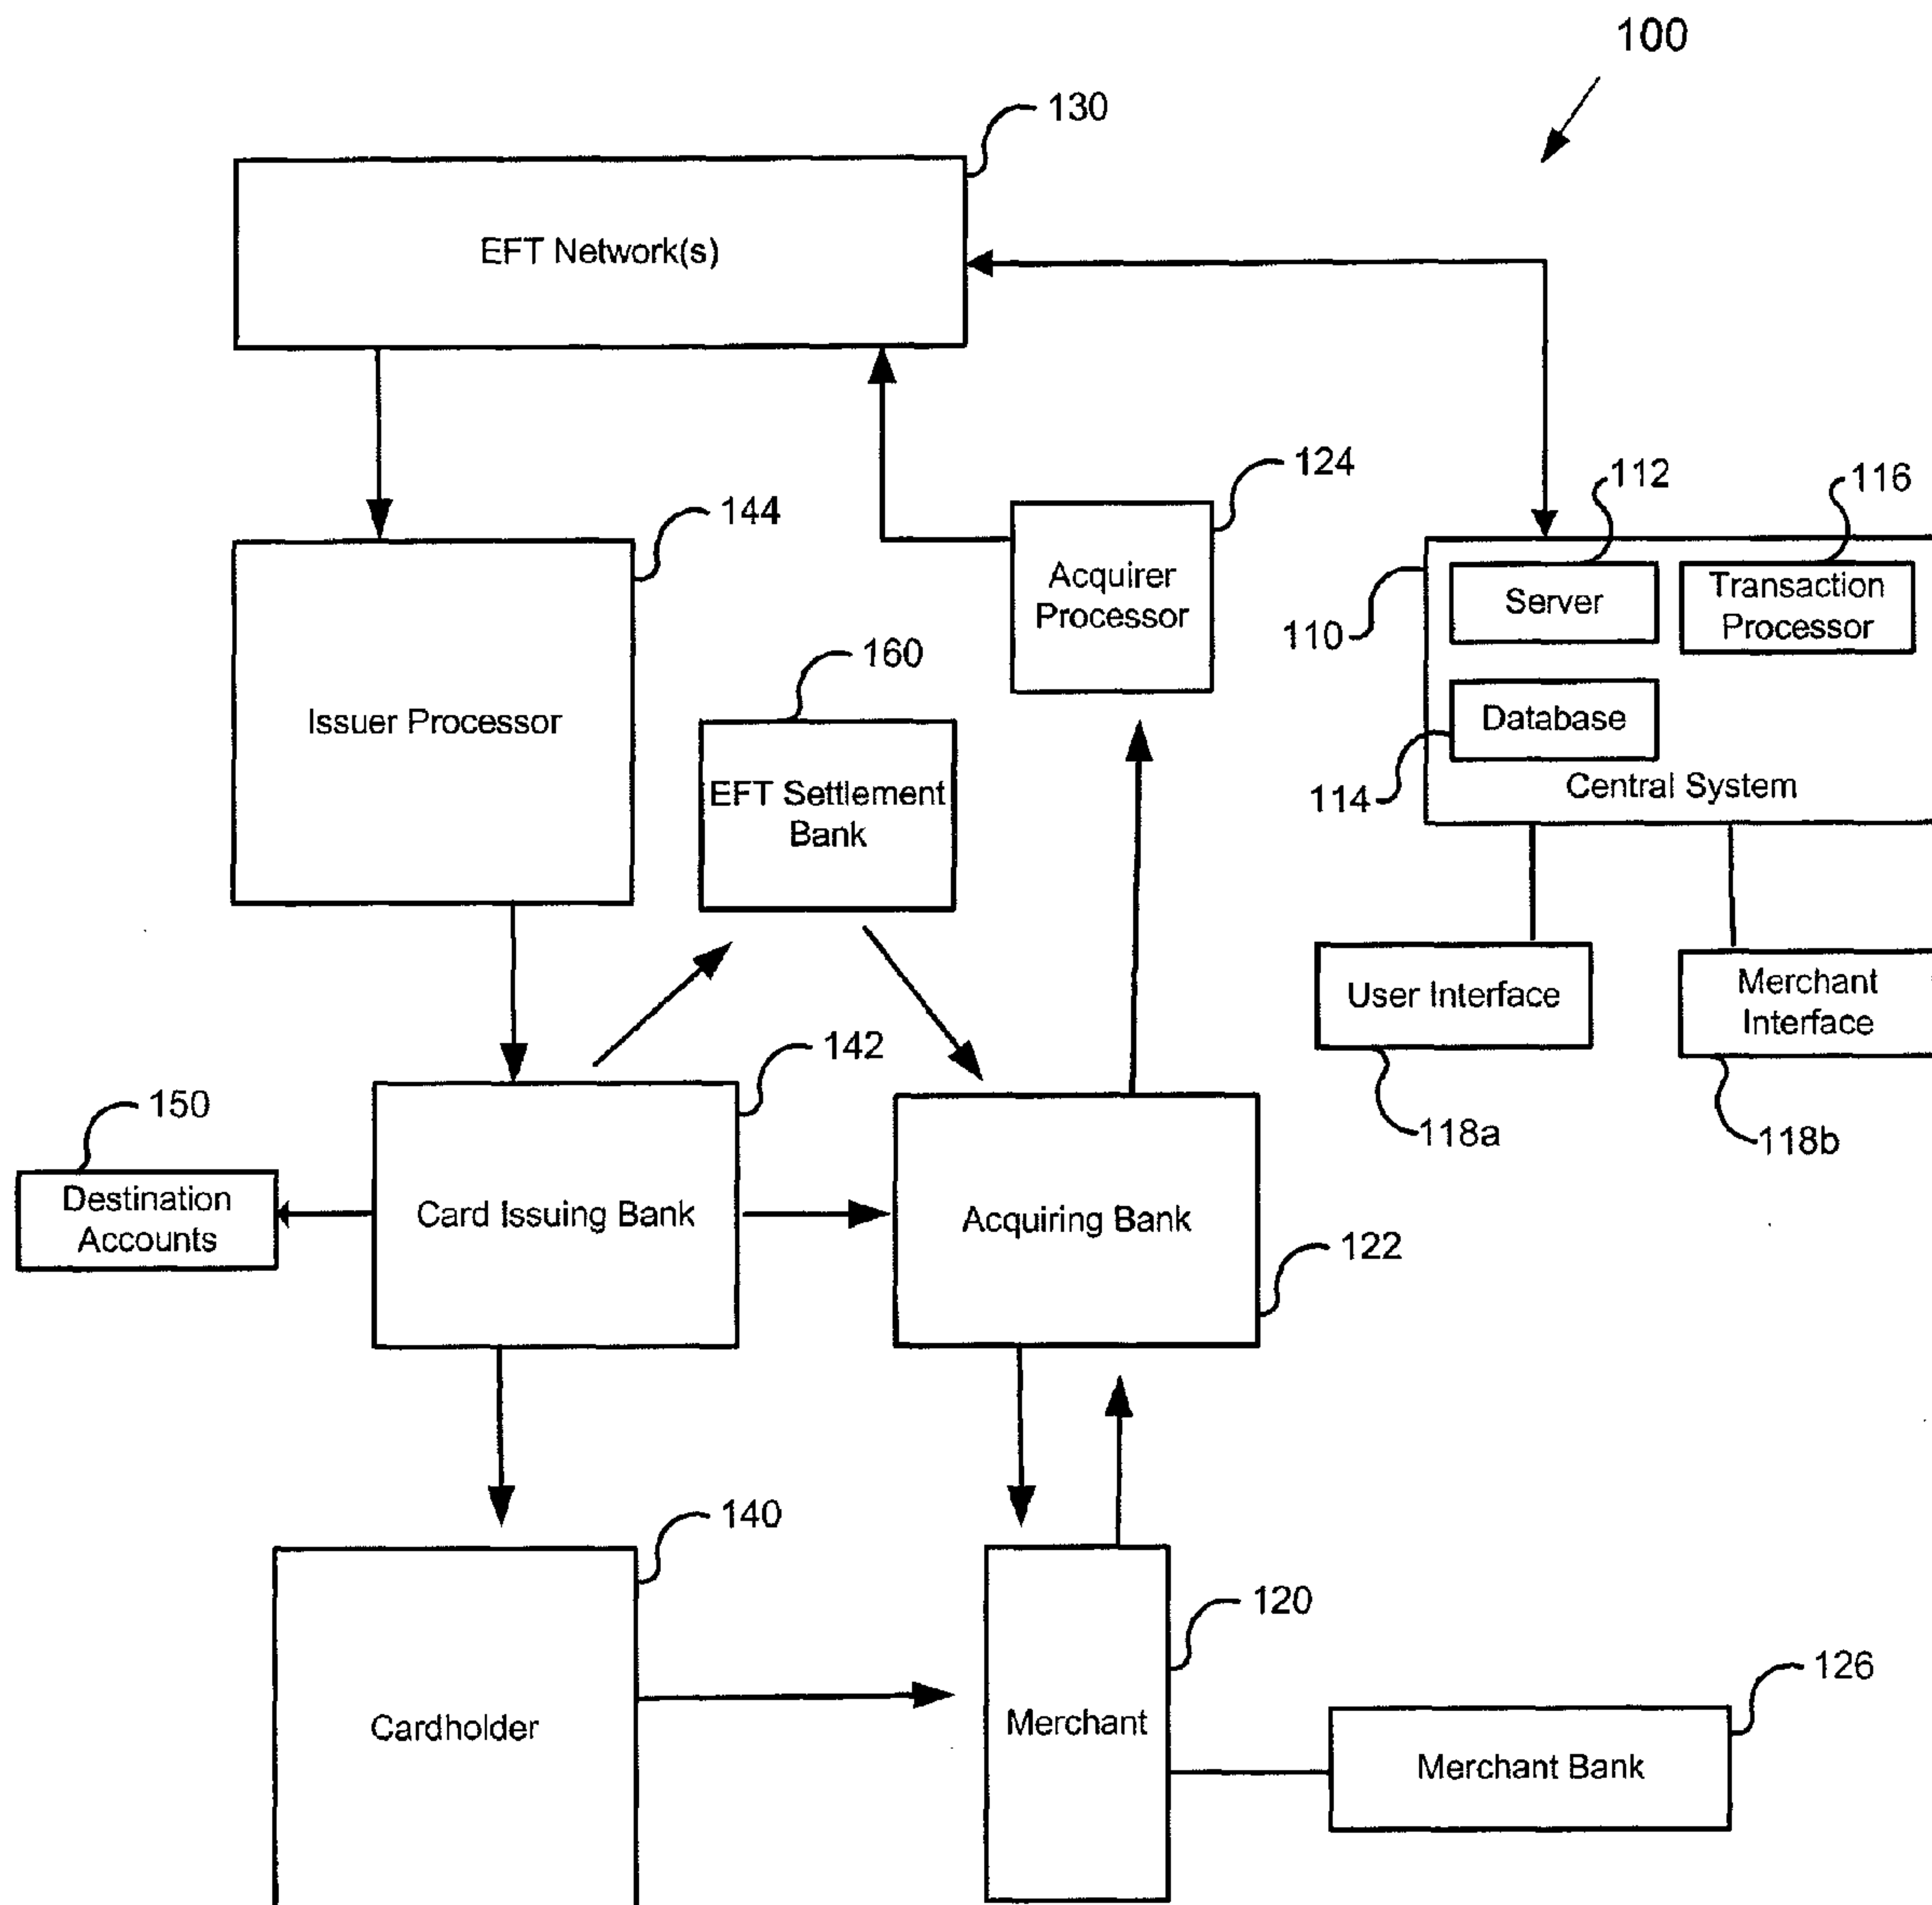 100
130
EFT Network(s)
124
112
116
144
Acquirer
Processor
Server
Transaction
Processor
110
160
Issuer Processor
Database
EFT Settlement
Bank
114
Central System
User Interface
Merchant
Interface
142
150
118a
118b
Destination
Accounts
Card Issuing Bank
Acquiring Bank
122
140
120
126
Cardholder
Merchant
Merchant Bank